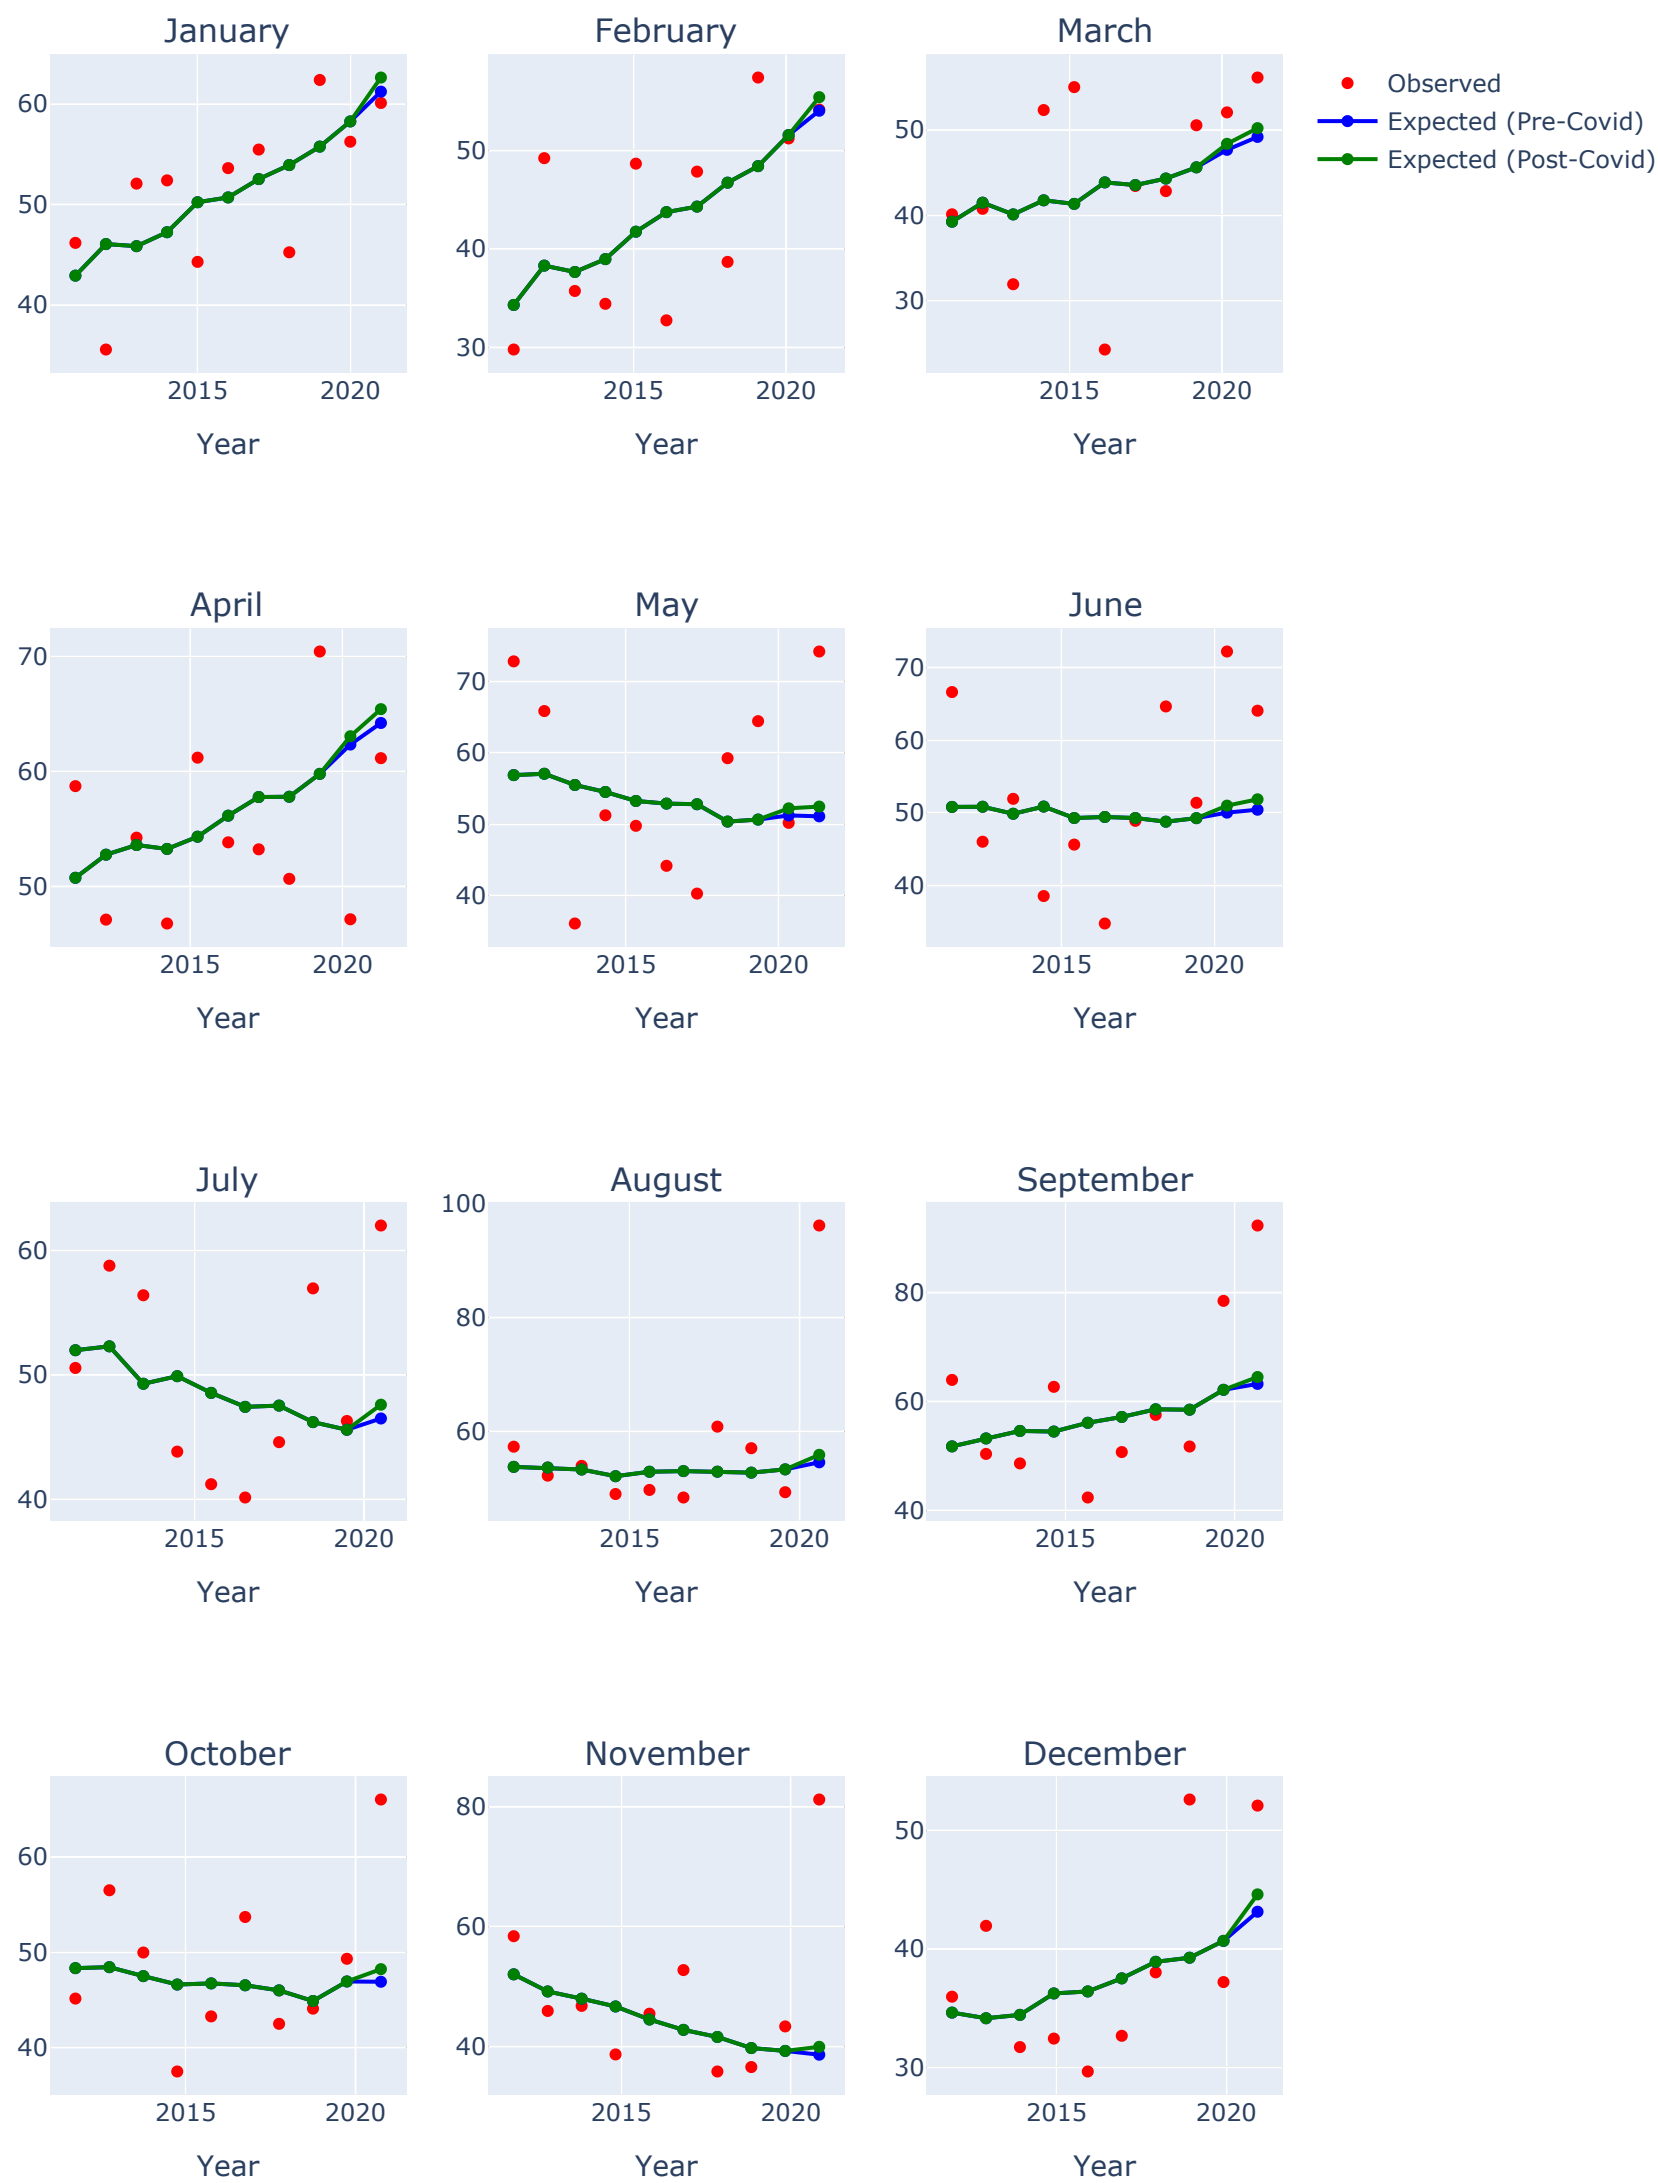 January
February
March
60
50
40
2015
2020
Year
50
40
30
2015
2020
Year
50
40
30
2015
2020
Year
Observed
Expected (Pre-Covid)
Expected (Post-Covid)
April
May
June
70
60
50
2015
2020
Year
70
60
50
40
2015
2020
Year
70
60
50
40
2015
2020
Year
July
August
September
60
50
40
2015
2020
Year
100
80
60
2015
2020
Year
80
60
40
2015
2020
Year
October
November
December
60
50
40
2015
2020
Year
80
60
40
2015
2020
Year
50
40
30
2015
2020
Year